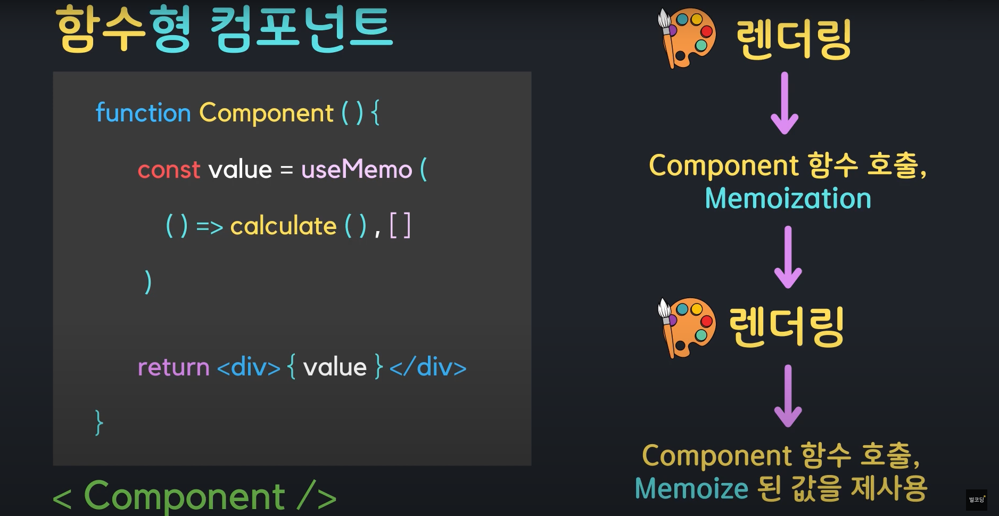 함수형 컴포넌트
function Component ( ) {
const value = useMemo (
( ) => calculate ( ) , [ ]
)
return <div> { value } </div>
}
< Component />
렌더링
Component 함수 호출,
Memoization
렌더링
Component 함수 호출,
Memoize 된 값을 제사용
별코딩